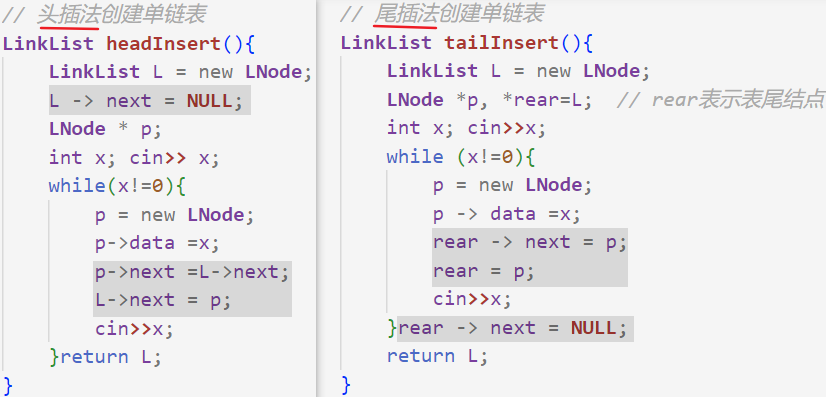 // 头插法创建单链表
LinkList headInsert(){
LinkList L = new LNode;
L -> next = NULL;
LNode * p;
int x; cin>> x;
while(x!=0){
p = new LNode;
p->data =x;
p->next =L->next;
L->next = p;
cin>>x;
}return L;
}
// 尾插法创建单链表
LinkList tailInsert(){
LinkList L = new LNode;
LNode *p, *rear=L;  // rear表示表尾结点
int x; cin>>x;
while (x!=0){
p = new LNode;
p -> data =x;
rear -> next = p;
rear = p;
cin>>x;
}rear -> next = NULL;
return L;
}